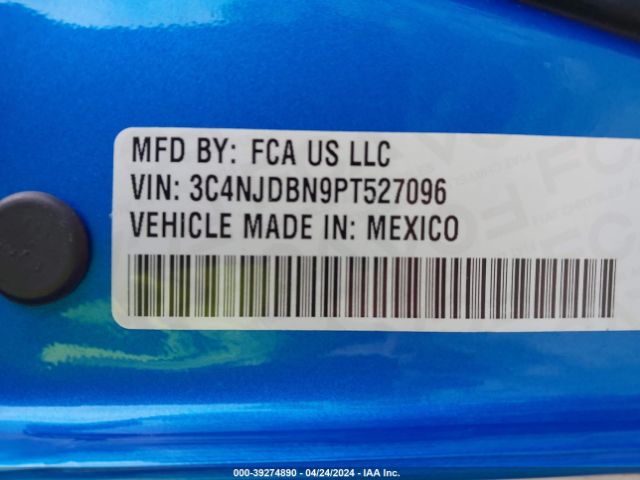 MFD BY: FCA US LLC
VIN: 3C4NJDBN9PT527096
VEHICLE MADE IN: MEXICO
000-39274890 - 04/24/2024 - IAA Inc.